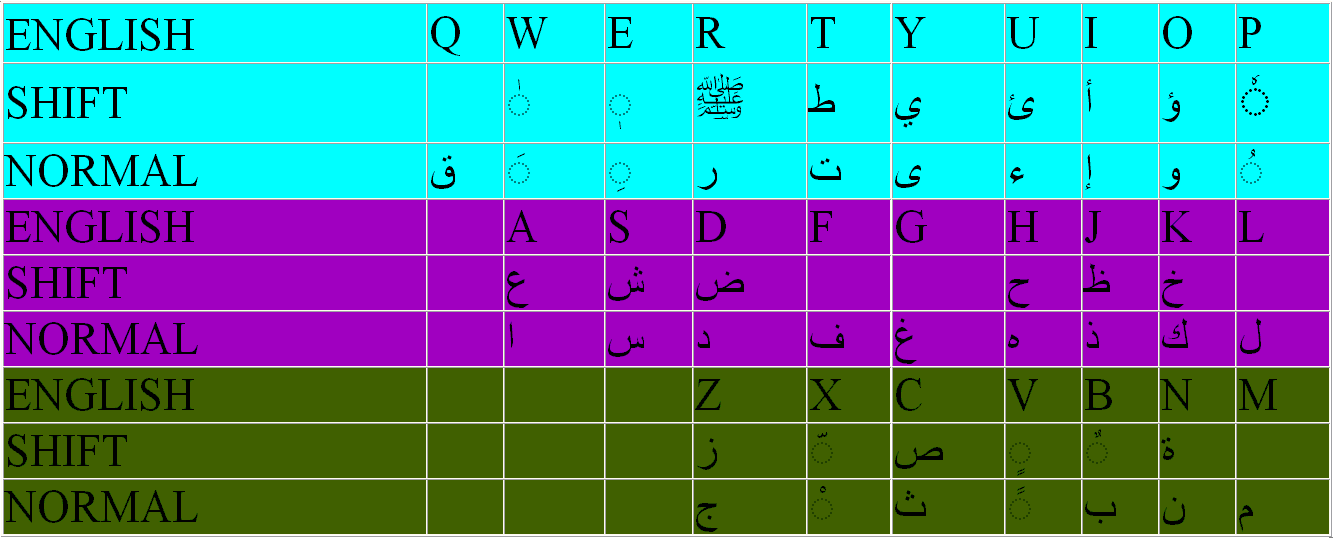 ENGLISH Q W E R T Y U I O P
SHIFT ◌ٰ ◌ٖ ﷺ ط ي ئ أ ؤ
NORMAL ق ◌َ ◌ِ ر ت ى ء إ و ◌ُ
ENGLISH A S D F G H J K L
SHIFT ع ش ض ح ظ خ
NORMAL ا س د ف غ ه ذ ك ل
ENGLISH Z X C V B N M
SHIFT ز ◌ّ ص ◌ٍ ◌ٌ ة
NORMAL ج ◌ْ ث ◌ً ب ن م